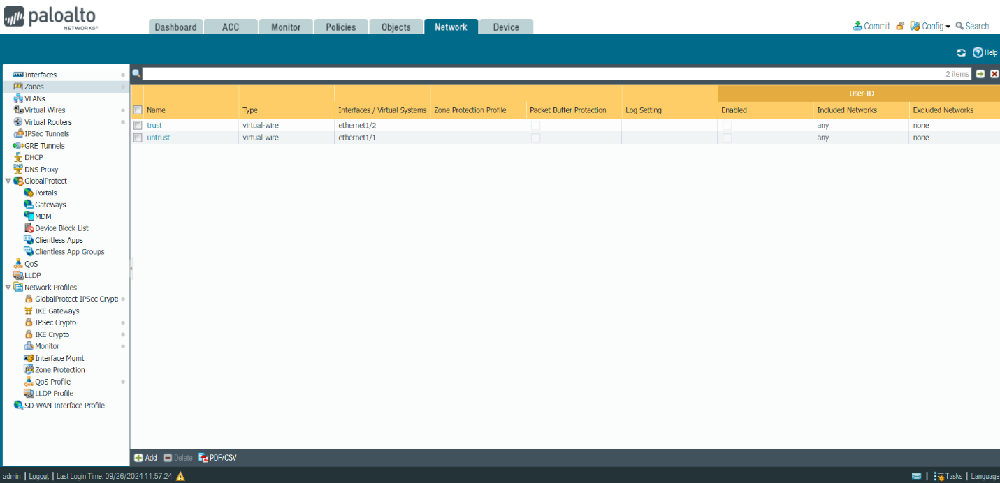 paloalto
NETWORKS®
Dashboard ACC Monitor Policies Objects Network Device
Commit Config Search
Help
Interfaces
Zones
VLANs
Virtual Wires
Virtual Routers
IPSec Tunnels
GRE Tunnels
DHCP
DNS Proxy
GlobalProtect
Portals
Gateways
MDM
Device Block List
Clientless Apps
Clientless App Groups
QoS
LLDP
Network Profiles
GlobalProtect IPSec Crypto
IKE Gateways
IPSec Crypto
IKE Crypto
Monitor
Interface Mgmt
Zone Protection
QoS Profile
LLDP Profile
SD-WAN Interface Profile
2 items
User-ID
Name Type Interfaces / Virtual Systems Zone Protection Profile Packet Buffer Protection Log Setting Enabled Included Networks Excluded Networks
trust virtual-wire ethernet1/2 any none
untrust virtual-wire ethernet1/1 any none
Add Delete PDF/CSV
admin | Logout | Last Login Time: 09/26/2024 11:57:24 | Tasks | Language